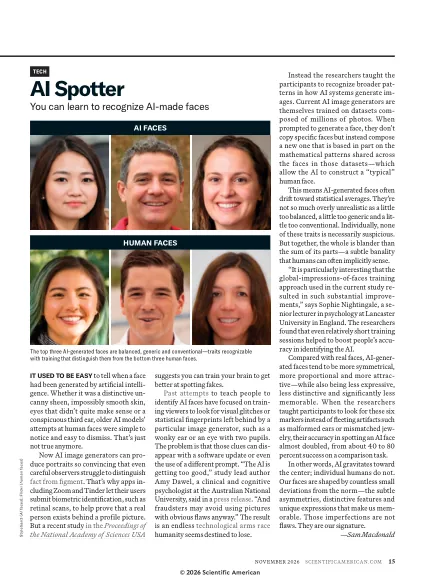 TECH
AI Spotter
You can learn to recognize AI-made faces
AI FACES
HUMAN FACES
The top three AI-generated faces are balanced, generic and conventional—traits recognizable
with training that distinguish them from the bottom three human faces.
IT USED TO BE EASY to tell when a face
had been generated by artificial intelli-
gence. Whether it was a distinctive un-
canny sheen, impossibly smooth skin,
eyes that didn't quite make sense or a
conspicuous third ear, older AI models'
attempts at human faces were simple to
notice and easy to dismiss. That's just
not true anymore.
Now AI image generators can pro-
duce portraits so convincing that even
careful observers struggle to distinguish
fact from figment. That's why apps in-
cluding Zoom and Tinder let their users
submit biometric identification, such as
retinal scans, to help prove that a real
person exists behind a profile picture.
But a recent study in the Proceedings of
the National Academy of Sciences USA
suggests you can train your brain to get
better at spotting fakes.
Past attempts to teach people to
identify AI faces have focused on train-
ing viewers to look for visual glitches or
statistical fingerprints left behind by a
particular image generator, such as a
wonky ear or an eye with two pupils.
The problem is that those clues can dis-
appear with a software update or even
the use of a different prompt. "The AI is
getting too good," study lead author
Amy Dawel, a clinical and cognitive
psychologist at the Australian National
University, said in a press release. "And
fraudsters may avoid using pictures
with obvious flaws anyway." The result
is an endless technological arms race
humanity seems destined to lose.
Instead the researchers taught the
participants to recognize broader pat-
terns in how AI systems generate im-
ages. Current AI image generators are
themselves trained on datasets com-
posed of millions of photos. When
prompted to generate a face, they don't
copy specific faces but instead compose
a new one that is based in part on the
mathematical patterns shared across
the faces in those datasets—which
allow the AI to construct a "typical"
human face.
This means AI-generated faces often
drift toward statistical averages. They're
not so much overly unrealistic as a little
too balanced, a little too generic and a lit-
tle too conventional. Individually, none
of these traits is necessarily suspicious.
But together, the whole is blander than
the sum of its parts—a subtle banality
that humans can often implicitly sense.
"It is particularly interesting that the
global-impressions-of-faces training
approach used in the current study re-
sulted in such substantial improve-
ments," says Sophie Nightingale, a se-
nior lecturer in psychology at Lancaster
University in England. The researchers
found that even relatively short training
sessions helped to boost people's accu-
racy in identifying the AI.
Compared with real faces, AI-gener-
ated faces tend to be more symmetrical,
more proportional and more attrac-
tive—while also being less expressive,
less distinctive and significantly less
memorable. When the researchers
taught participants to look for these six
markers instead of fleeting artifacts such
as malformed ears or mismatched jew-
elry, their accuracy in spotting an AI face
almost doubled, from about 40 to 80
percent success on a comparison task.
In other words, AI gravitates toward
the center; individual humans do not.
Our faces are shaped by countless small
deviations from the norm—the subtle
asymmetries, distinctive features and
unique expressions that make us mem-
orable. Those imperfections are not
flaws. They are our signature.
—Sam Macdonald
NOVEMBER 2026 SCIENTIFICAMERICAN.COM 15
© 2026 Scientific American